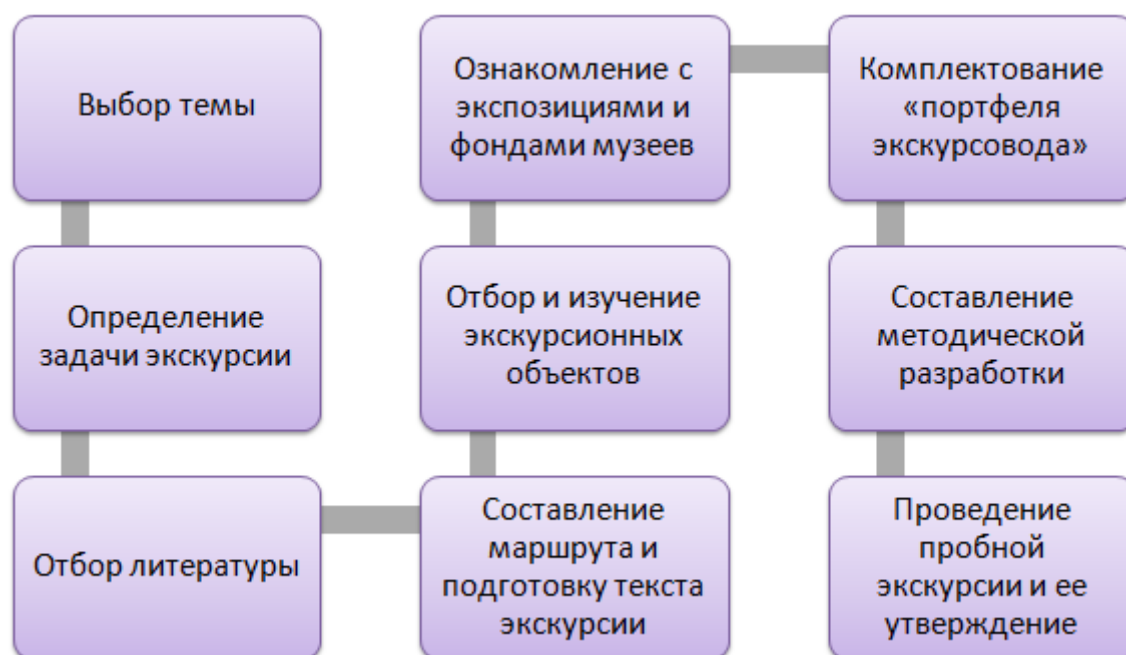 Выбор темы
Определение
задачи экскурсии
Отбор литературы
Составление
маршрута и
подготовку текста
экскурсии
Отбор и изучение
экскурсионных
объектов
Ознакомление с
экспозициями и
фондами музеев
Комплектование
«портфеля
экскурсовода»
Составление
методической
разработки
Проведение
пробной
экскурсии и ее
утверждение